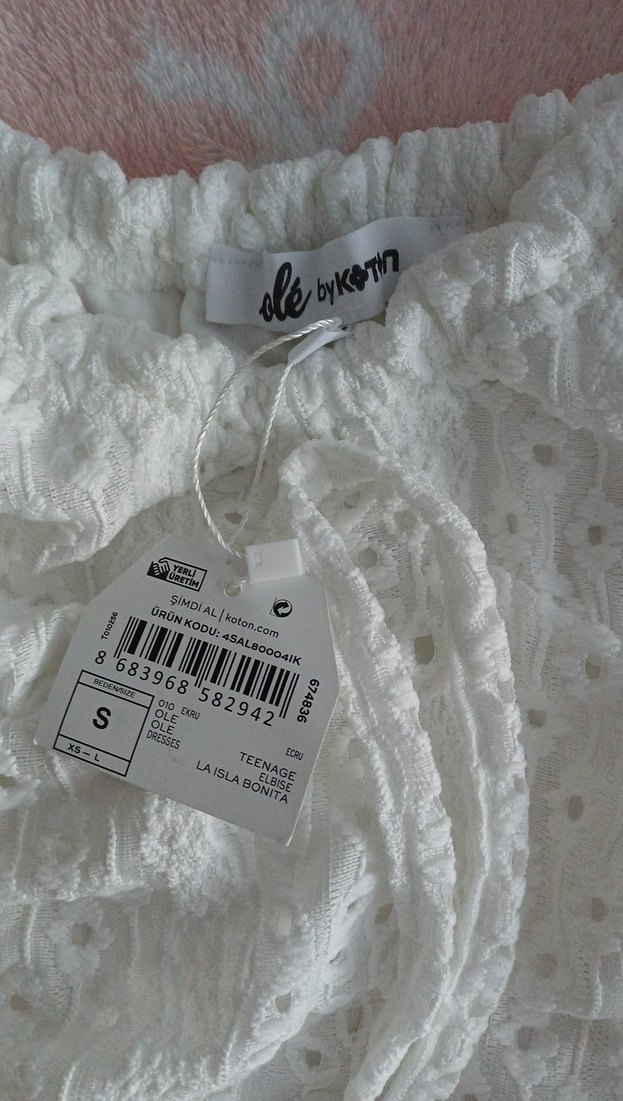 olé by KOTON
YERLİ
ÜRETİM
ŞİMDİ AL | koton.com
ÜRÜN KODU: 4SAL80004IK
T010256
8 683968 582942
674836
BEDEN/SIZE
S
XS – L
010 EKRU
ECRU
OLE
OLE
DRESSES
TEENAGE
ELBISE
LA ISLA BONITA